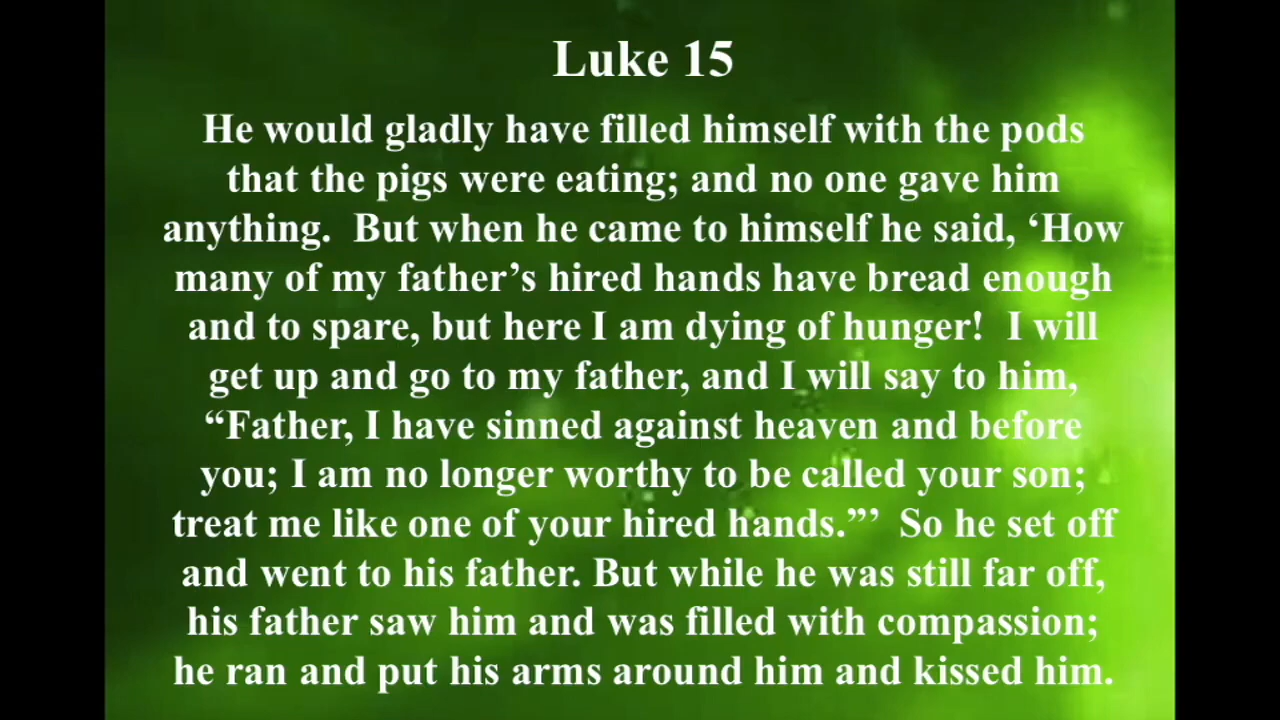 Luke 15
He would gladly have filled himself with the pods
that the pigs were eating; and no one gave him
anything.  But when he came to himself he said, ‘How
many of my father’s hired hands have bread enough
and to spare, but here I am dying of hunger!  I will
get up and go to my father, and I will say to him,
“Father, I have sinned against heaven and before
you; I am no longer worthy to be called your son;
treat me like one of your hired hands.”’  So he set off
and went to his father. But while he was still far off,
his father saw him and was filled with compassion;
he ran and put his arms around him and kissed him.